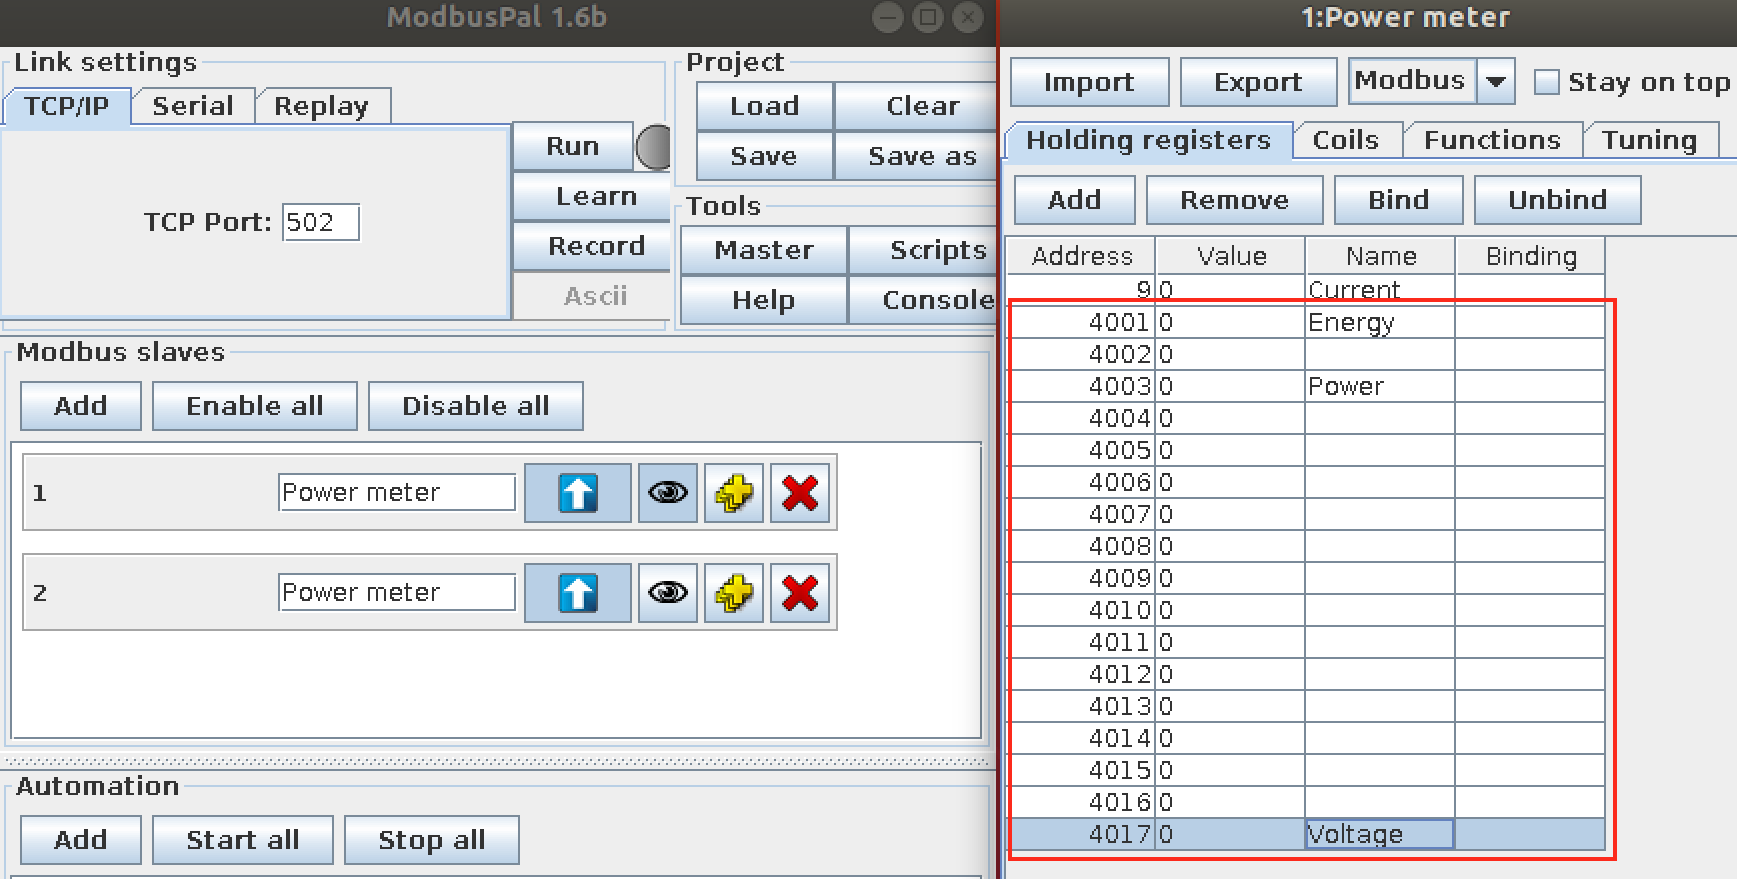 ModbusPal 1.6b
Link settings
TCP/IP Serial Replay
TCP Port: 502
Run
Learn
Record
Ascii
Project
Load Clear
Save Save as
Tools
Master Scripts
Help Console
Modbus slaves
Add Enable all Disable all
1 Power meter
2 Power meter
Automation
Add Start all Stop all
1:Power meter
Import Export Modbus Stay on top
Holding registers Coils Functions Tuning
Add Remove Bind Unbind
Address Value Name Binding
9 0 Current
4001 0 Energy
4002 0
4003 0 Power
4004 0
4005 0
4006 0
4007 0
4008 0
4009 0
4010 0
4011 0
4012 0
4013 0
4014 0
4015 0
4016 0
4017 0 Voltage